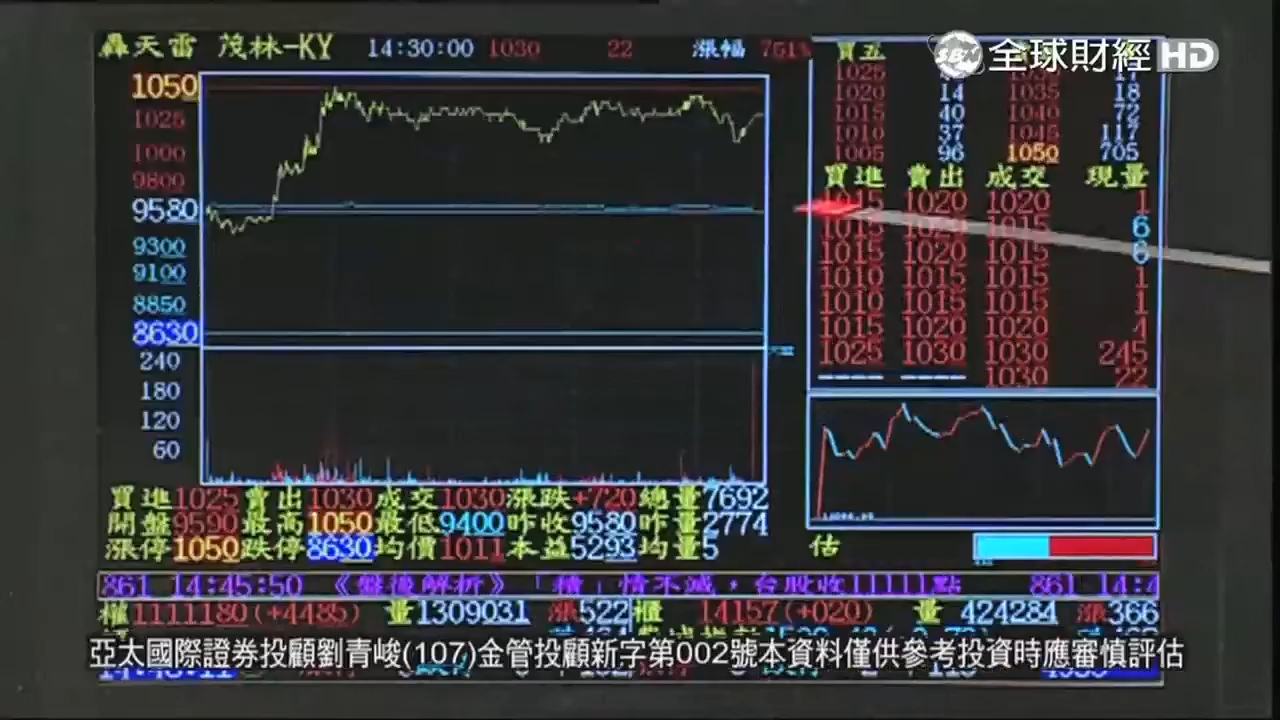 轟天雷 茂林-KY 14:30:00 1030 22 漲幅 751%
SBN 全球財經HD
買五
1025 1030 17
1020 14 1035 18
1015 40 1040 72
1010 37 1045 117
1005 96 1050 705
買進 賣出 成交 現量
1015 1020 1020 1
1015 1020 1015 6
1015 1020 1015 6
1010 1015 1015 1
1010 1015 1015 1
1015 1020 1020 4
1025 1030 1030 245
1030 22
1050
1025
1000
9800
9580
9300
9100
8850
8630
240
180
120
60
買進1025賣出1030成交1030漲跌+720總量7692
開盤9590最高1050最低9400昨收9580昨量2774
漲停1050跌停8630均價1011本益5293均量5
估
861 14:45:50 《盤後解析》「櫃」情不減，台股收11111點 861 14:4
權1111180(+4485) 量1309031 漲522櫃 14157(+020) 量 424284 漲366
亞太國際證券投顧劉青峻(107)金管投顧新字第002號本資料僅供參考投資時應審慎評估